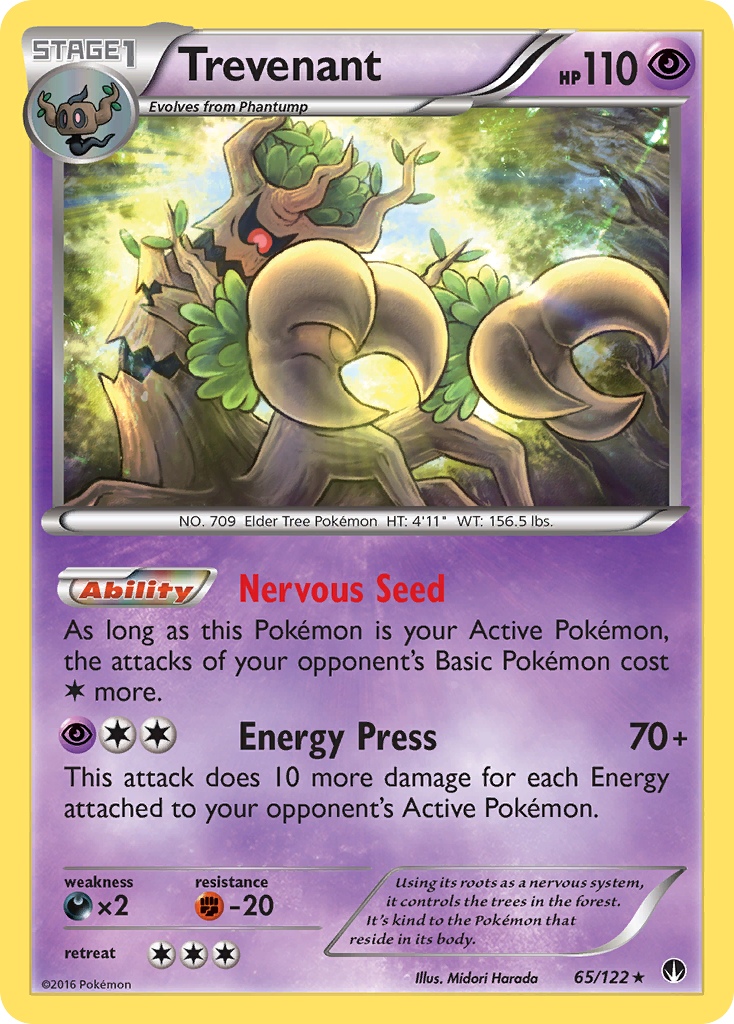 STAGE1
Trevenant
HP110
Evolves from Phantump
NO. 709 Elder Tree Pokémon HT: 4'11" WT: 156.5 lbs.
Ability Nervous Seed
As long as this Pokémon is your Active Pokémon,
the attacks of your opponent's Basic Pokémon cost
more.
Energy Press 70+
This attack does 10 more damage for each Energy
attached to your opponent's Active Pokémon.
weakness
×2
resistance
-20
retreat
Using its roots as a nervous system,
it controls the trees in the forest.
It's kind to the Pokémon that
reside in its body.
©2016 Pokémon
Illus. Midori Harada
65/122 ★